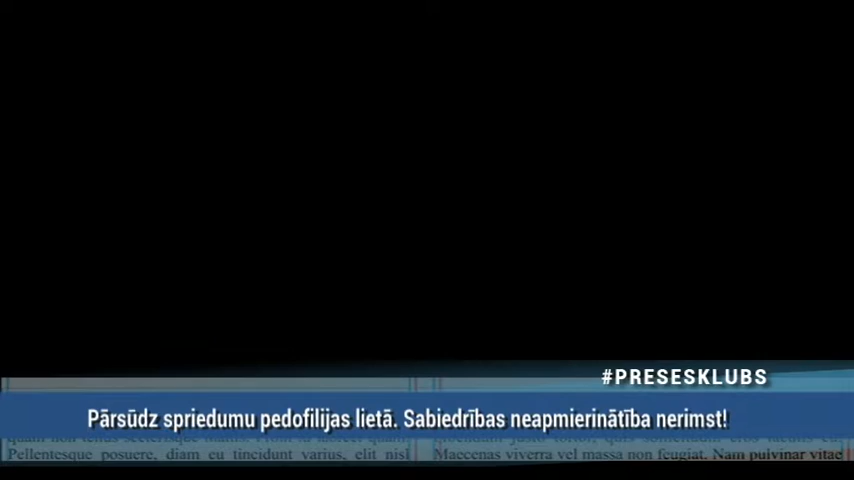 #PRESESKLUBS
Pārsūdz spriedumu pedofilijas lietā. Sabiedrības neapmierinātība nerimst!
Pellentesque posuere, diam eu tincidunt varius, elit nisl
Maecenas viverra vel massa non feugiat. Nam pulvinar vitae